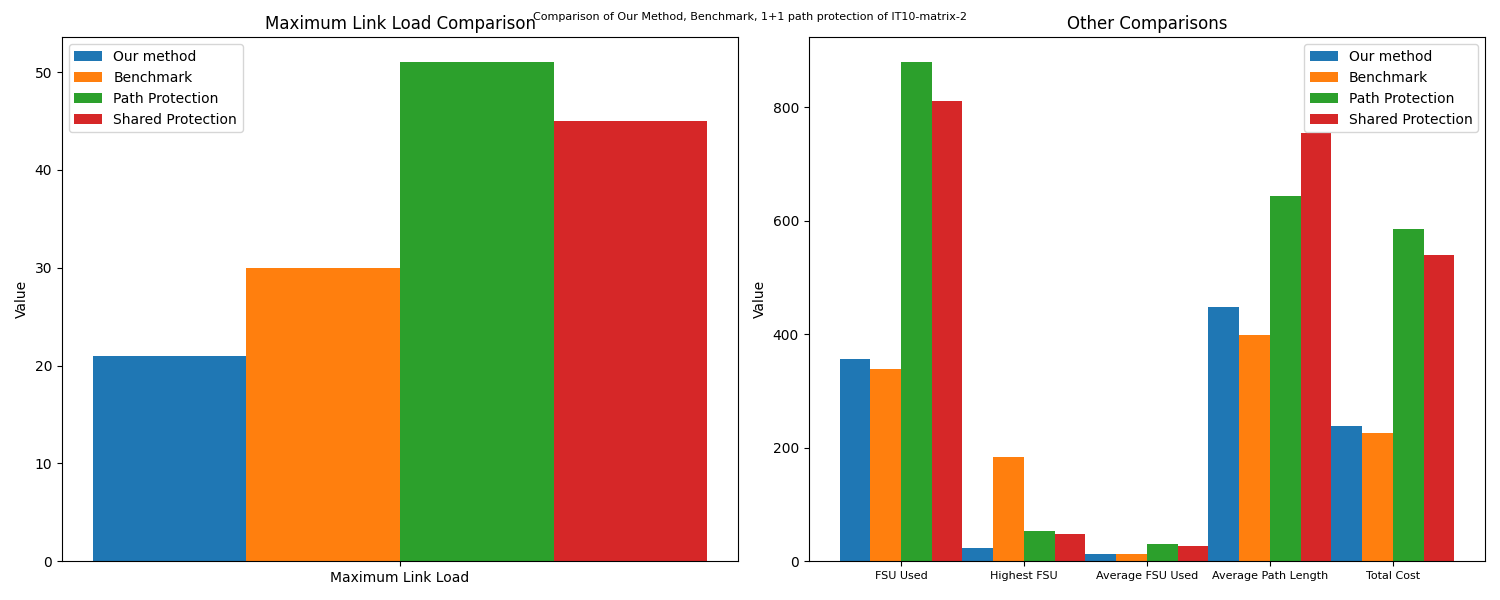 Comparison of Our Method, Benchmark, 1+1 path protection of IT10-matrix-2
Maximum Link Load Comparison
Our method
Benchmark
Path Protection
Shared Protection
Value
50
40
30
20
10
0
Maximum Link Load
Other Comparisons
Our method
Benchmark
Path Protection
Shared Protection
Value
800
600
400
200
0
FSU Used
Highest FSU
Average FSU Used
Average Path Length
Total Cost